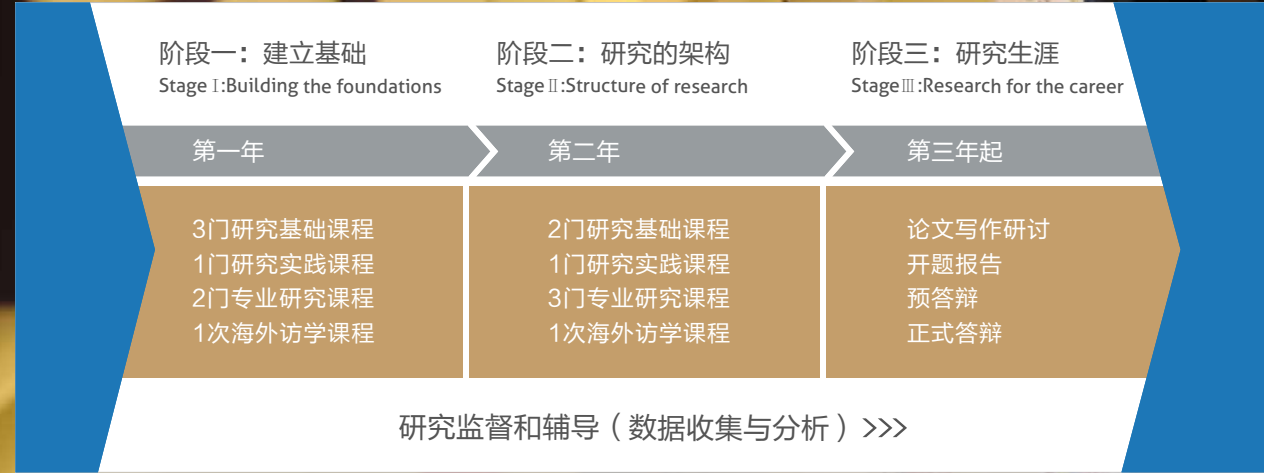 阶段一：建立基础
Stage Ⅰ:Building the foundations
阶段二：研究的架构
Stage Ⅱ:Structure of research
阶段三：研究生涯
StageⅢ:Research for the career
第一年
第二年
第三年起
3门研究基础课程
1门研究实践课程
2门专业研究课程
1次海外访学课程
2门研究基础课程
1门研究实践课程
3门专业研究课程
1次海外访学课程
论文写作研讨
开题报告
预答辩
正式答辩
研究监督和辅导（数据收集与分析）>>>